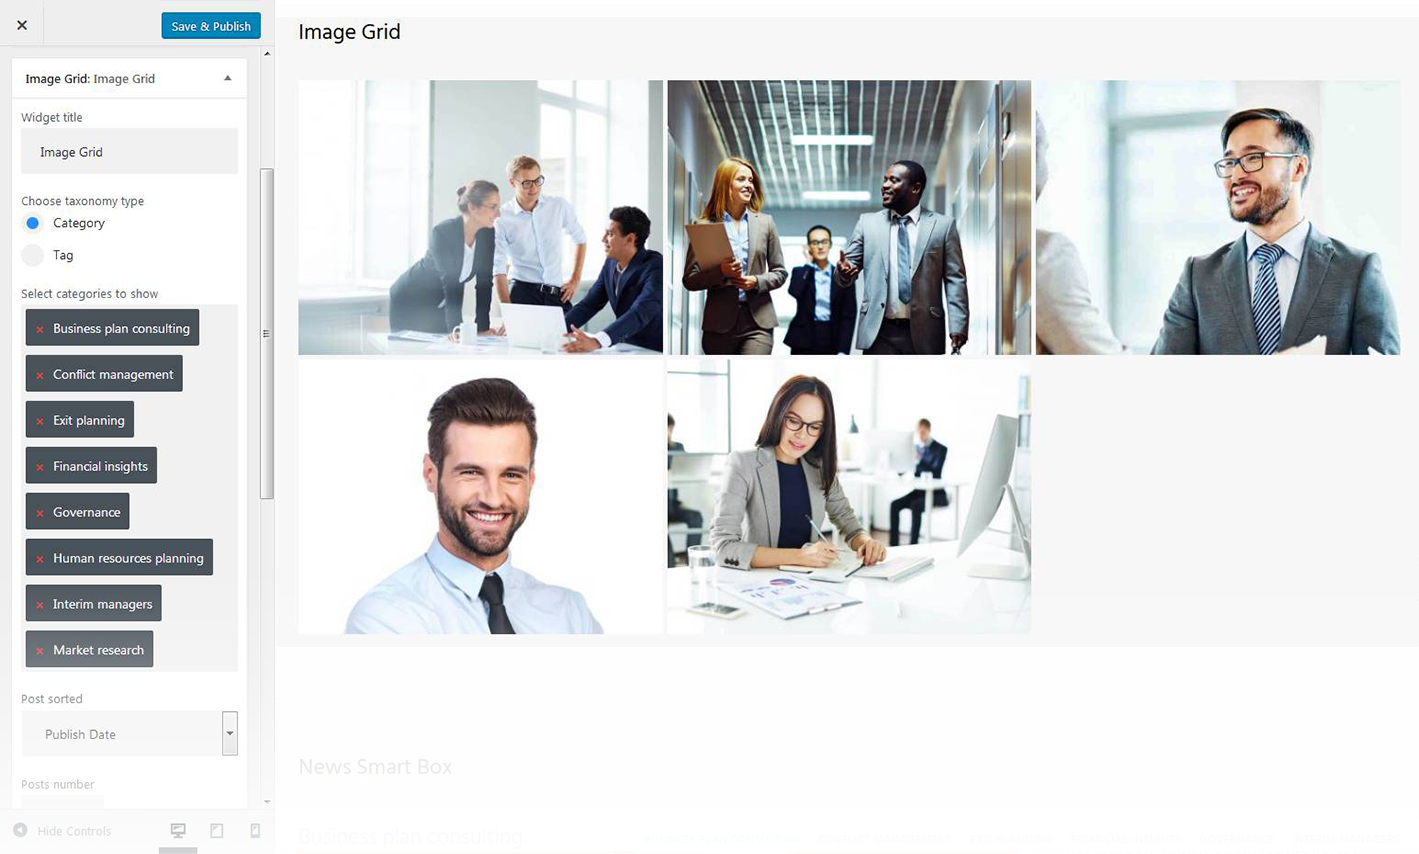 Save & Publish
Image Grid: Image Grid
Widget title
Image Grid
Choose taxonomy type
Category
Tag
Select categories to show
× Business plan consulting
× Conflict management
× Exit planning
× Financial insights
× Governance
× Human resources planning
× Interim managers
× Market research
Post sorted
Publish Date
Posts number
Hide Controls
Image Grid
News Smart Box
Business plan consulting